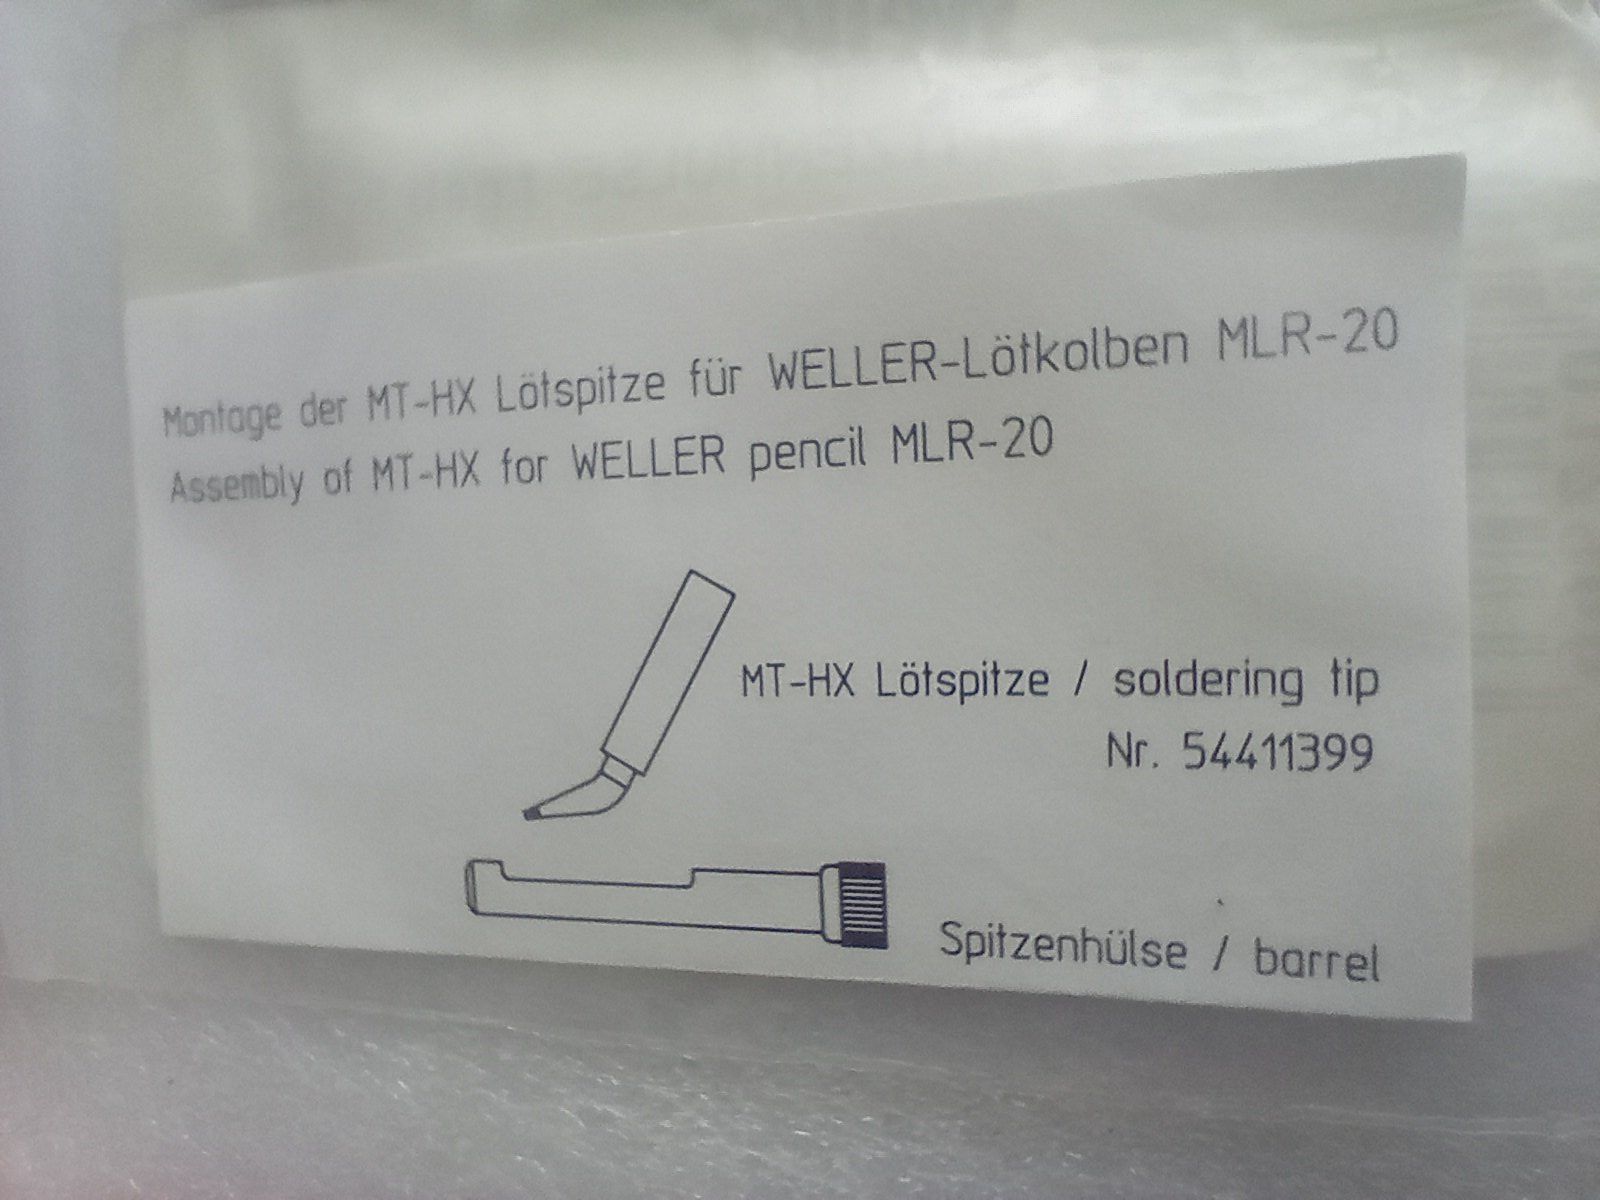 Montage der MT-HX Lötspitze für WELLER-Lötkolben MLR-20
Assembly of MT-HX for WELLER pencil MLR-20
MT-HX Lötspitze / soldering tip
Nr. 54411399
Spitzenhülse / barrel